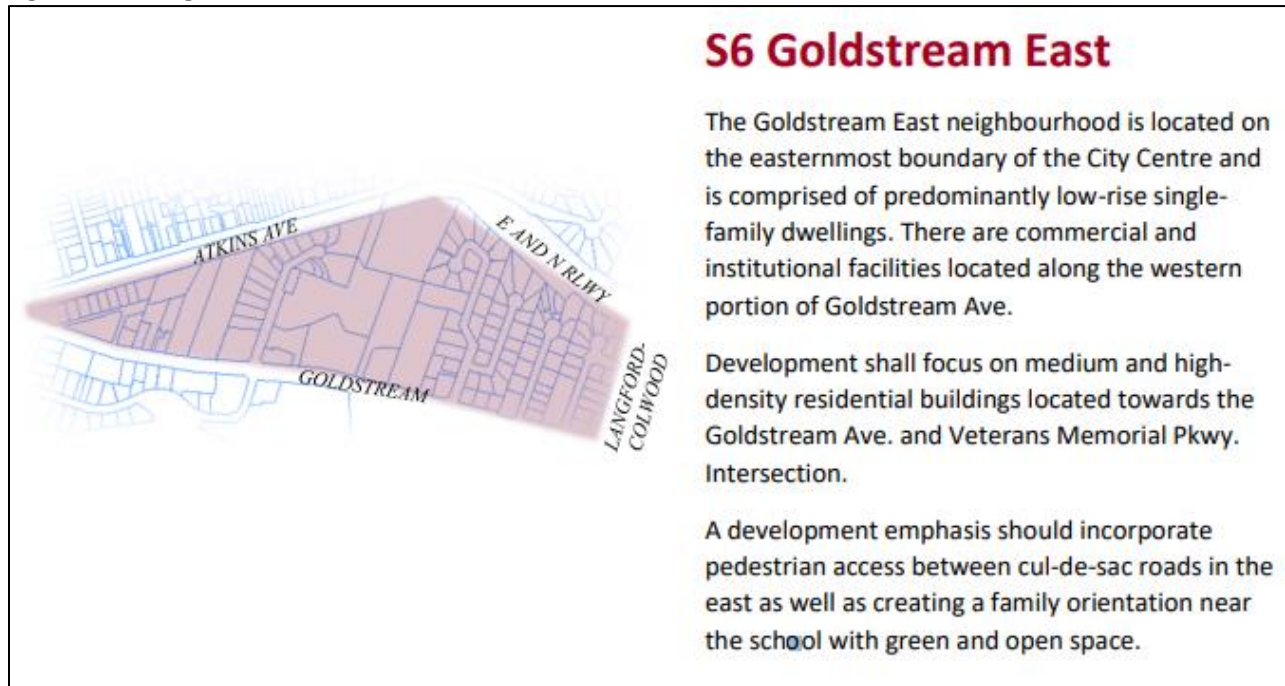 S6 Goldstream East
The Goldstream East neighbourhood is located on
the easternmost boundary of the City Centre and
is comprised of predominantly low-rise single-
family dwellings. There are commercial and
institutional facilities located along the western
portion of Goldstream Ave.
Development shall focus on medium and high-
density residential buildings located towards the
Goldstream Ave. and Veterans Memorial Pkwy.
Intersection.
A development emphasis should incorporate
pedestrian access between cul-de-sac roads in the
east as well as creating a family orientation near
the school with green and open space.
ATKINS AVE
E AND N RLWY
GOLDSTREAM
LANGFORD-
COLWOOD